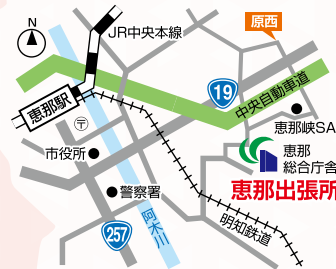 N
JR中央本線
原西
19
中央自動車道
恵那駅
〒
恵那峡SA
市役所
恵那
総合庁舎
恵那出張所
警察署
阿木川
257
明知鉄道